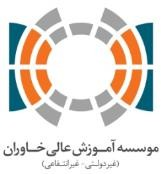 موسسه آموزش عالی خاوران
(غیردولتی - غیرانتفاعی)